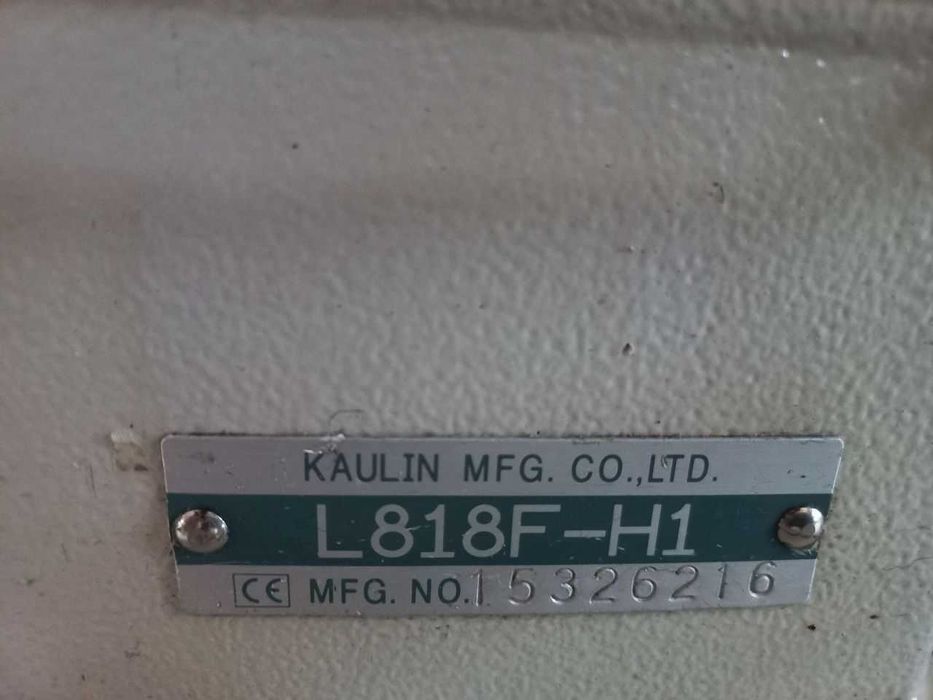 KAULIN MFG. CO.,LTD.
L818F-H1
CE MFG. NO. 15326216